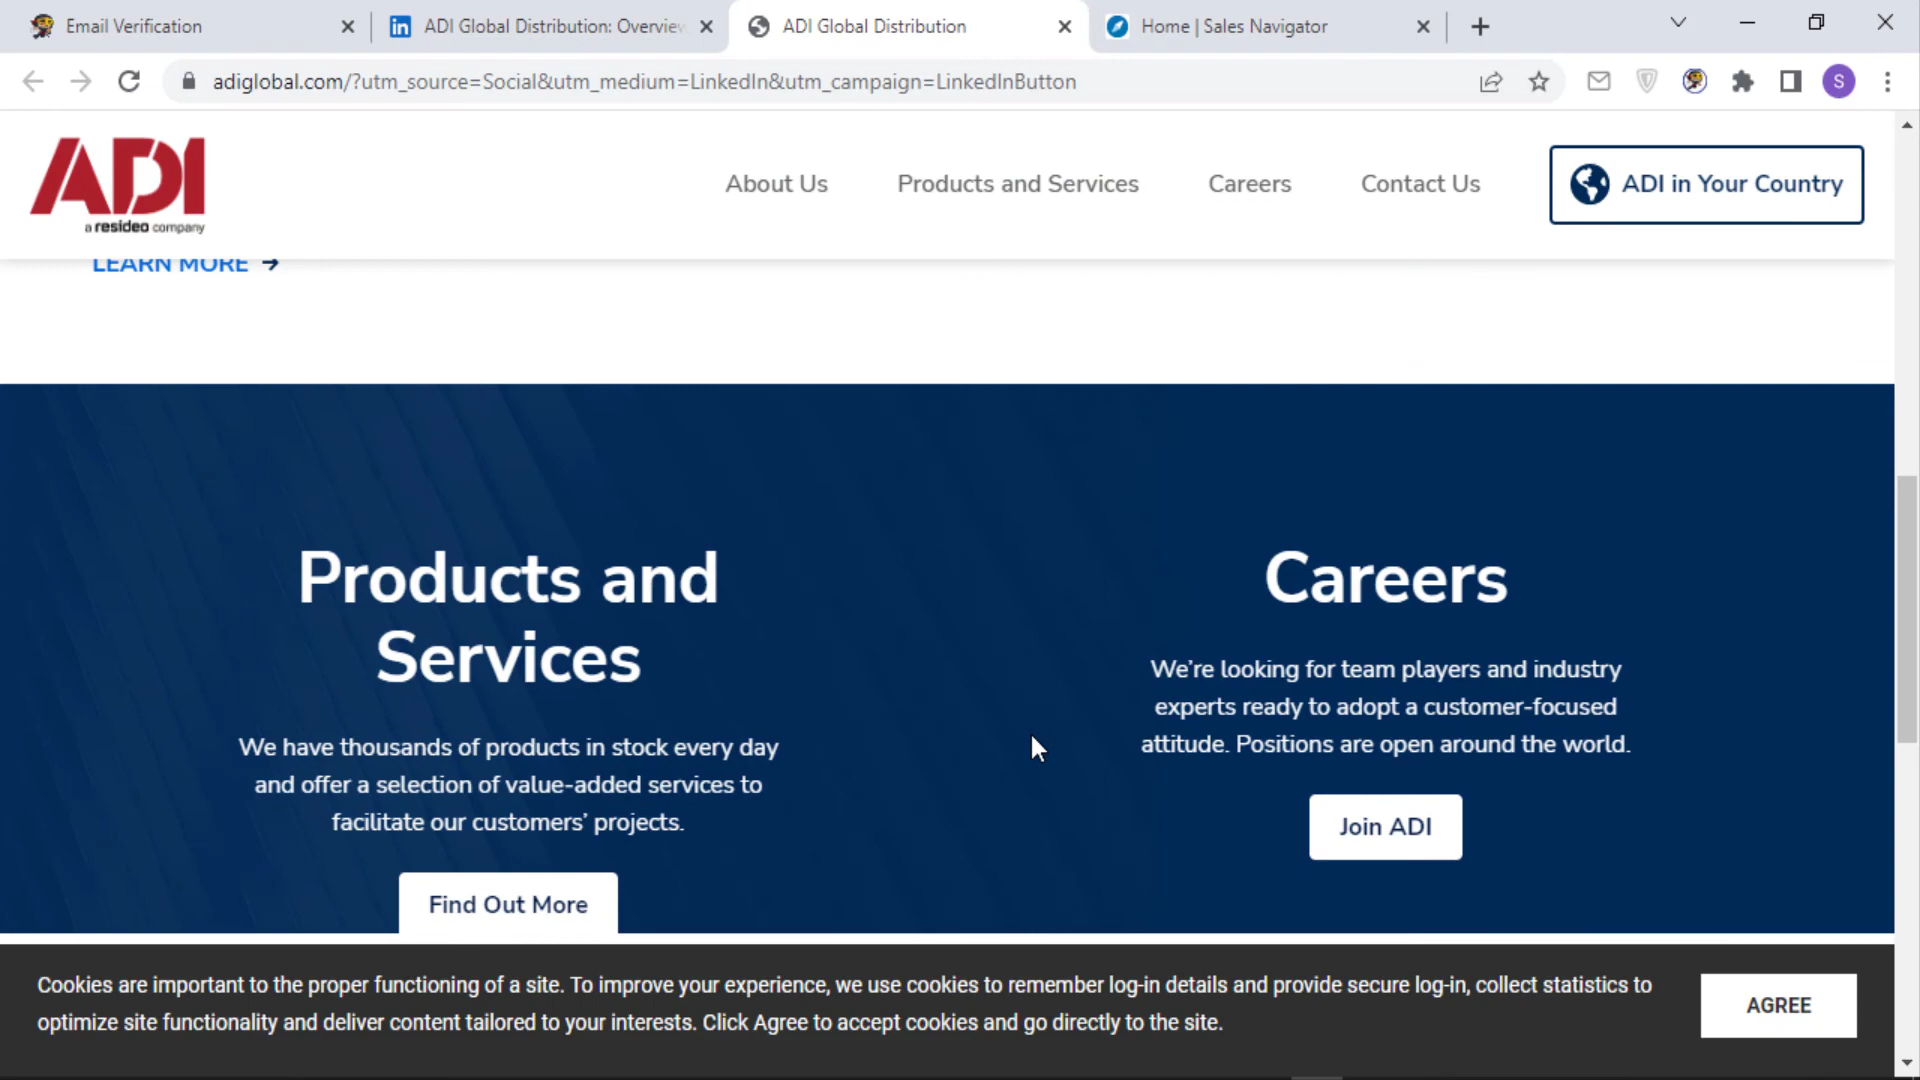 Email Verification
ADI Global Distribution: Overview
ADI Global Distribution
Home | Sales Navigator
adiglobal.com/?utm_source=Social&utm_medium=LinkedIn&utm_campaign=LinkedInButton
S
ADI
a resideo company
About Us
Products and Services
Careers
Contact Us
ADI in Your Country
LEARN MORE →
Products and
Services
We have thousands of products in stock every day
and offer a selection of value-added services to
facilitate our customers’ projects.
Find Out More
Careers
We’re looking for team players and industry
experts ready to adopt a customer-focused
attitude. Positions are open around the world.
Join ADI
Cookies are important to the proper functioning of a site. To improve your experience, we use cookies to remember log-in details and provide secure log-in, collect statistics to
optimize site functionality and deliver content tailored to your interests. Click Agree to accept cookies and go directly to the site.
AGREE